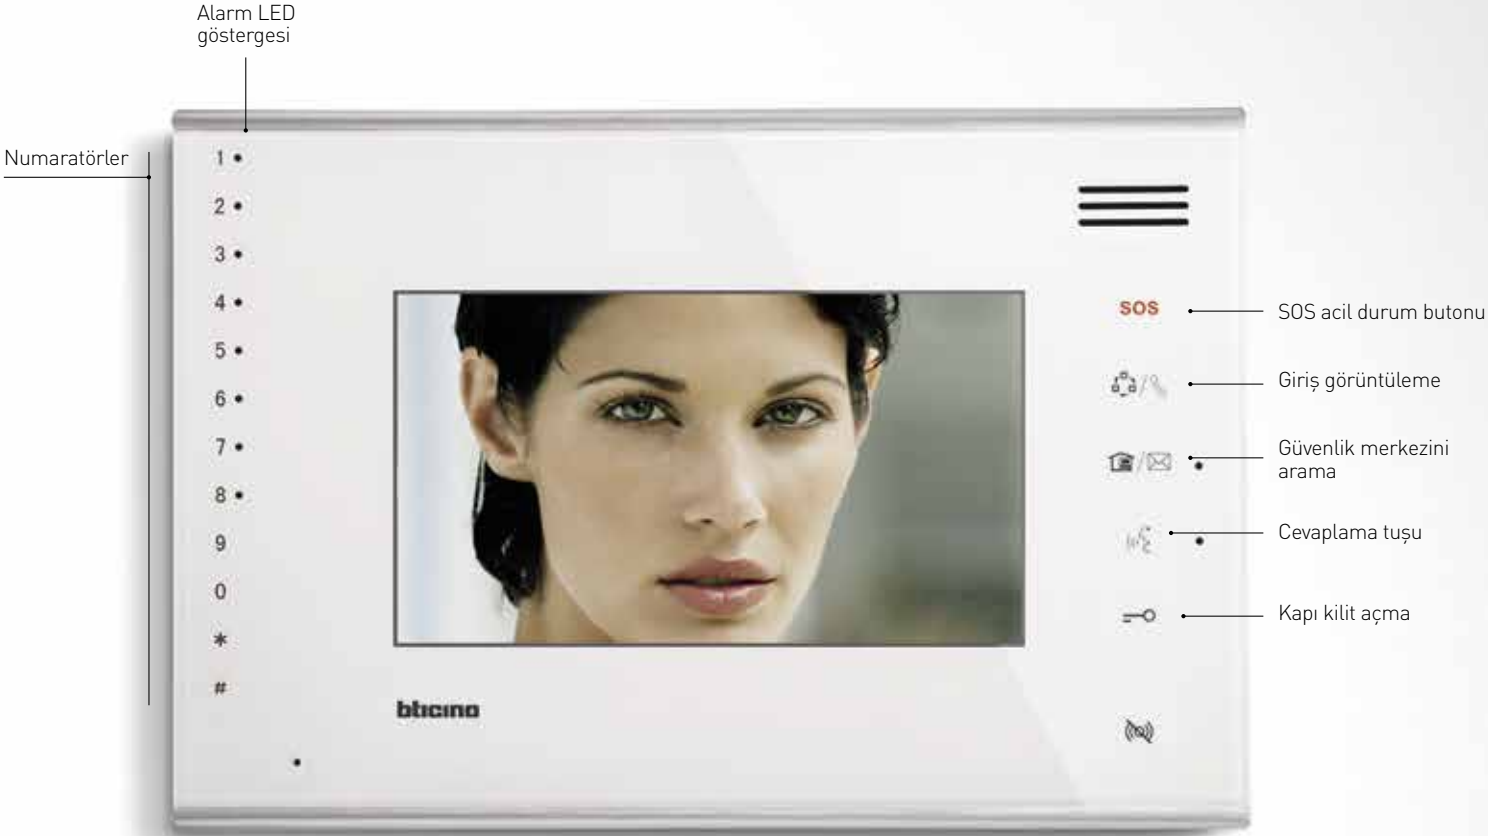 Alarm LED
göstergesi
Numaratörler
1
2
3
4
5
6
7
8
9
0
*
#
SOS
SOS acil durum butonu
Giriş görüntüleme
Güvenlik merkezini
arama
Cevaplama tuşu
Kapı kilit açma
bticino